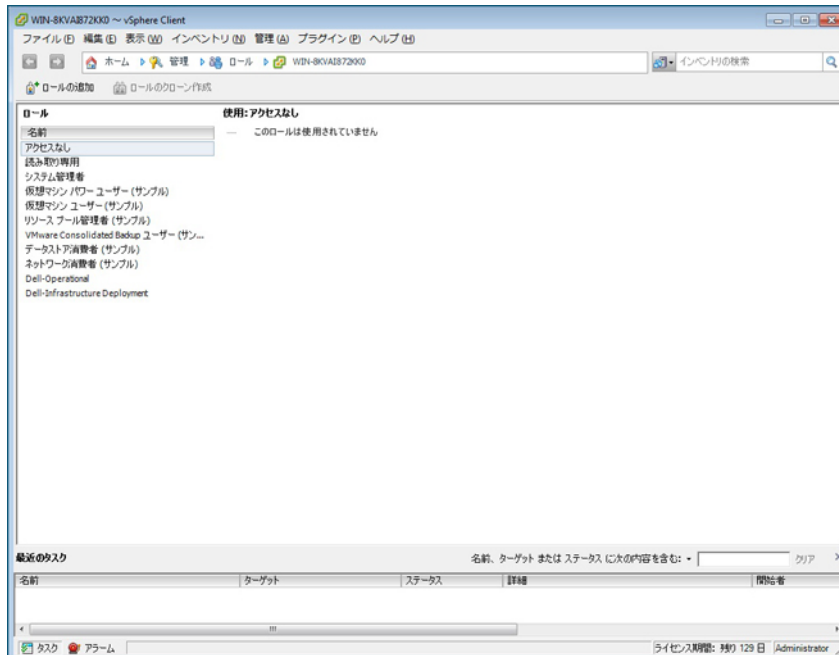 WIN-8KVAI872KK0 ～ vSphere Client
ファイル(F) 編集(E) 表示(W) インベントリ(N) 管理(A) プラグイン(P) ヘルプ(H)
ホーム 管理 ロール WIN-8KVAI872KK0 インベントリの検索
ロールの追加 ロールのクローン作成
ロール 使用: アクセスなし
名前 このロールは使用されていません
アクセスなし
読み取り専用
システム管理者
仮想マシン パワー ユーザー (サンプル)
仮想マシン ユーザー (サンプル)
リソース プール管理者 (サンプル)
VMware Consolidated Backup ユーザー (サン...
データストア消費者 (サンプル)
ネットワーク消費者 (サンプル)
Dell-Operational
Dell-Infrastructure Deployment
最近のタスク 名前、ターゲット または ステータス に次の内容を含む: クリア
名前 ターゲット ステータス 詳細 開始者
タスク アラーム ライセンス期間: 残り 129 日 Administrator